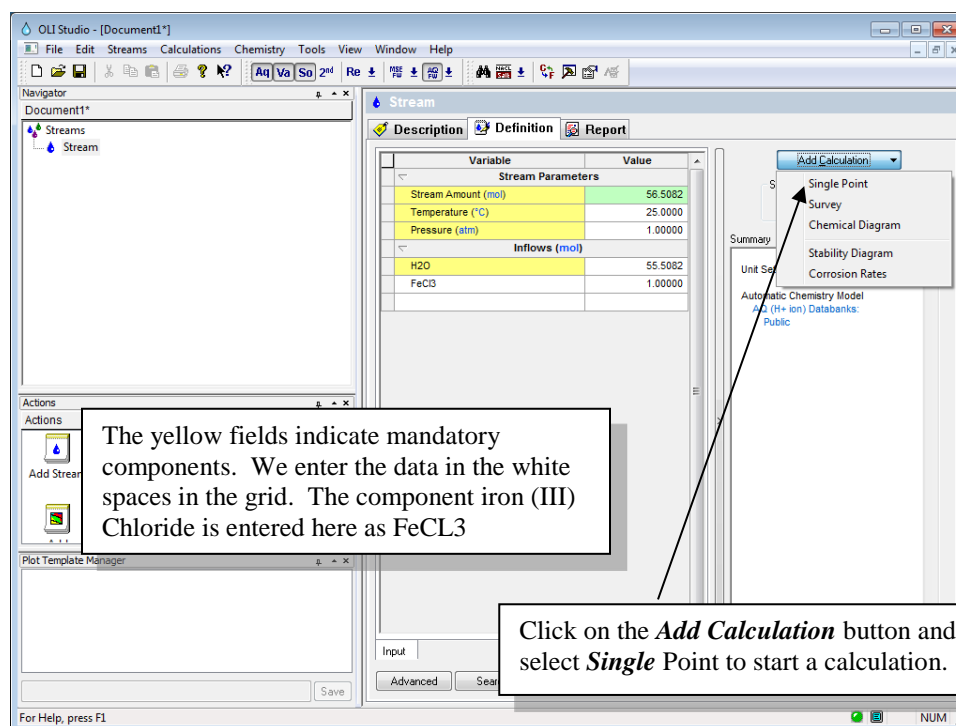 OLI Studio - [Document1*]
File Edit Streams Calculations Chemistry Tools View Window Help
Aq Va So 2nd Re
Navigator
Document1*
Streams
Stream
Stream
Description Definition Report
Variable Value
Stream Parameters
Stream Amount (mol) 56.5082
Temperature (°C) 25.0000
Pressure (atm) 1.00000
Inflows (mol)
H2O 55.5082
FeCl3 1.00000
Add Calculation
Single Point
Survey
Chemical Diagram
Stability Diagram
Corrosion Rates
Summary
Unit Se
Automatic Chemistry Model
AQ (H+ ion) Databanks:
Public
Actions
Actions
Add Strea
The yellow fields indicate mandatory
components. We enter the data in the white
spaces in the grid. The component iron (III)
Chloride is entered here as FeCL3
Plot Template Manager
Save
Click on the Add Calculation button and
select Single Point to start a calculation.
Input
Advanced Sear
For Help, press F1
NUM